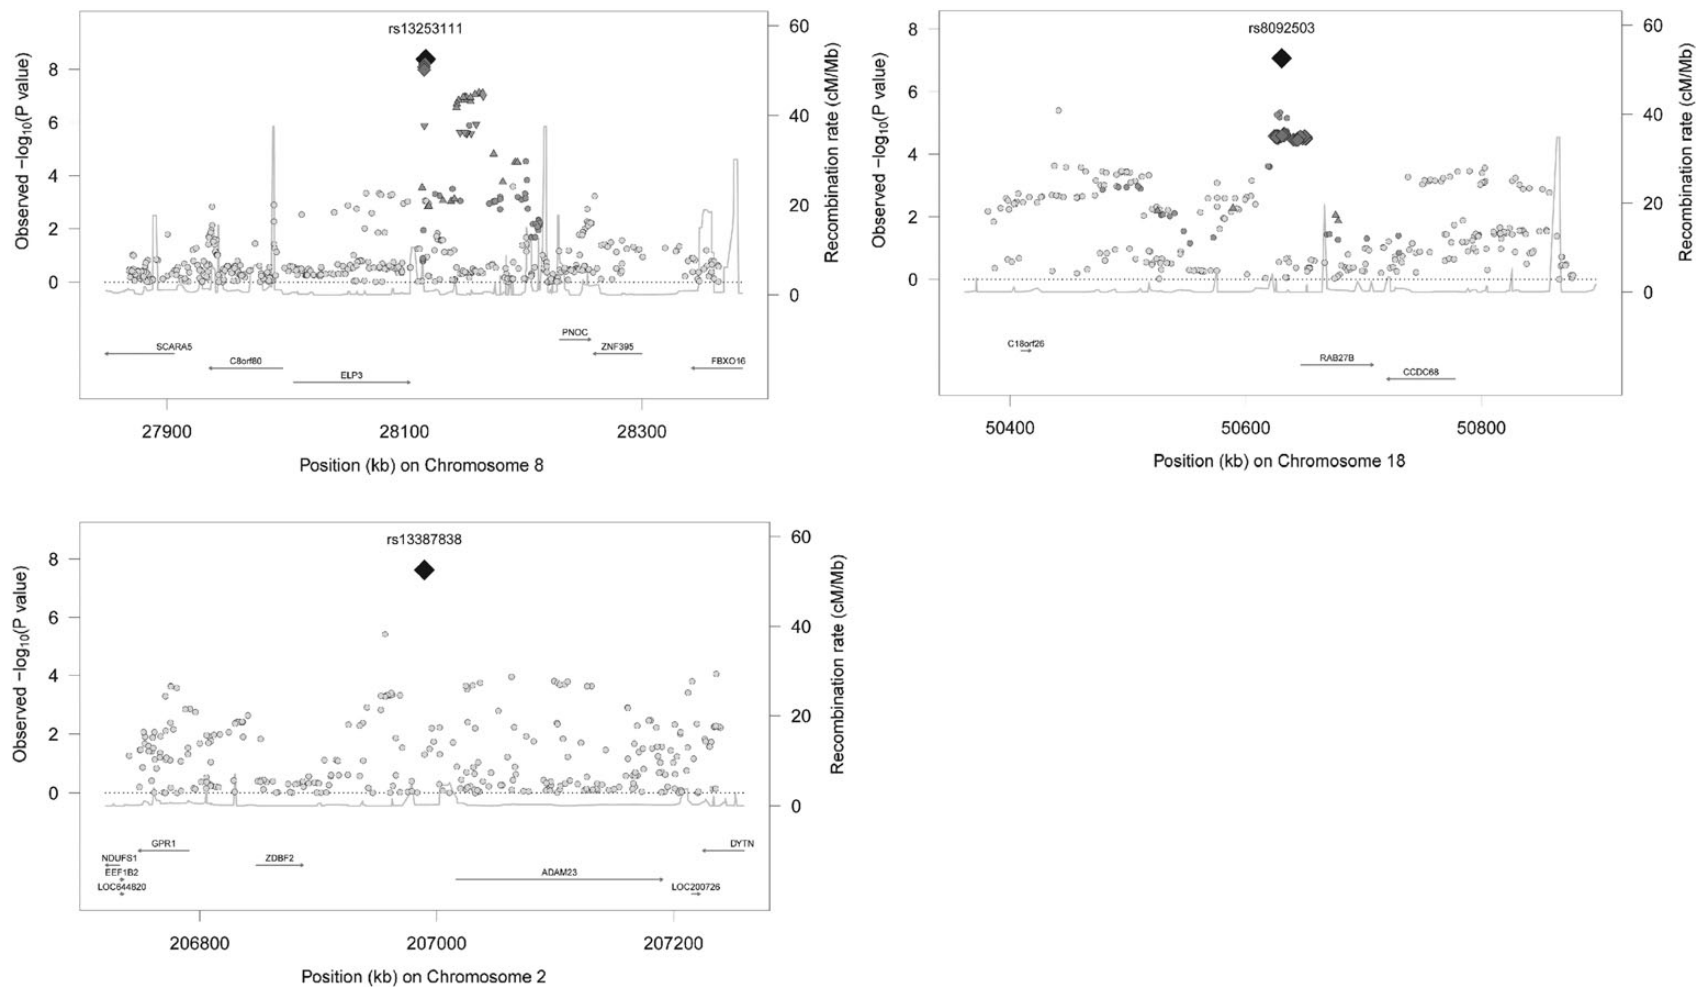 rs13253111
Observed −log10(P value)
8
6
4
2
0
60
40
20
0
Recombination rate (cM/Mb)
PNOC
SCARA5
ZNF395
C8orf80
FBXO16
ELP3
27900
28100
28300
Position (kb) on Chromosome 8
rs8092503
Observed −log10(P value)
8
6
4
2
0
60
40
20
0
Recombination rate (cM/Mb)
C18orf26
RAB27B
CCDC68
50400
50600
50800
Position (kb) on Chromosome 18
rs13387838
Observed −log10(P value)
8
6
4
2
0
60
40
20
0
Recombination rate (cM/Mb)
GPR1
DYTN
NDUFS1
ZDBF2
EEF1B2
ADAM23
LOC644820
LOC200726
206800
207000
207200
Position (kb) on Chromosome 2